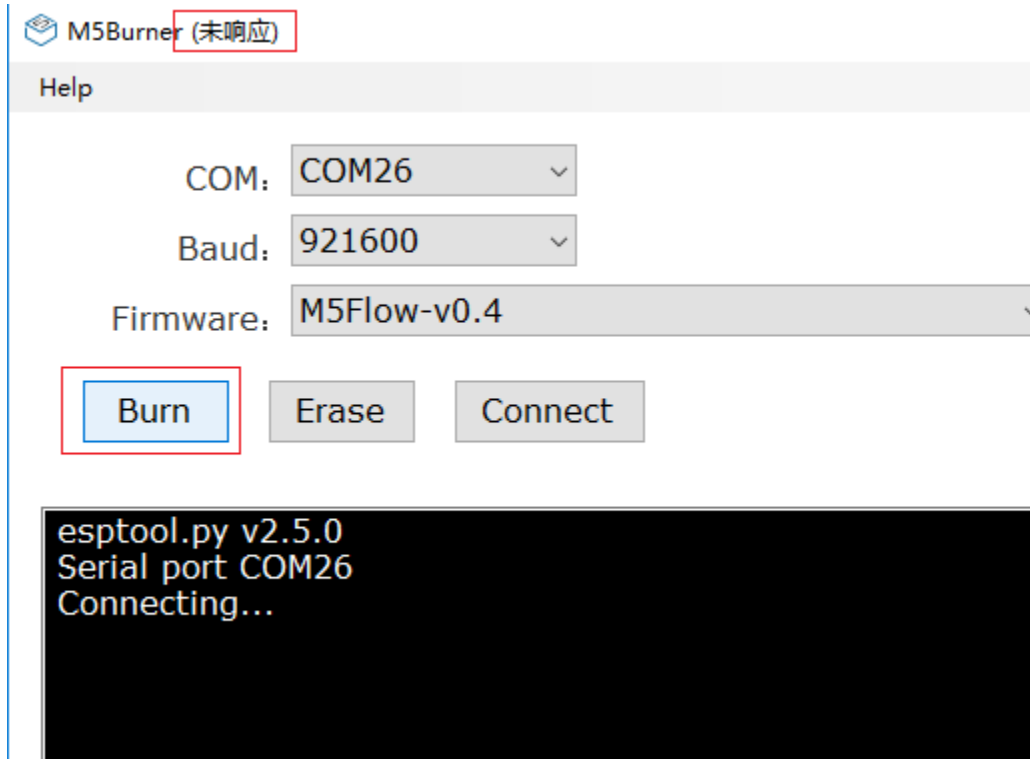 M5Burner (未响应)
Help
COM： COM26
Baud： 921600
Firmware： M5Flow-v0.4
Burn Erase Connect
esptool.py v2.5.0
Serial port COM26
Connecting...